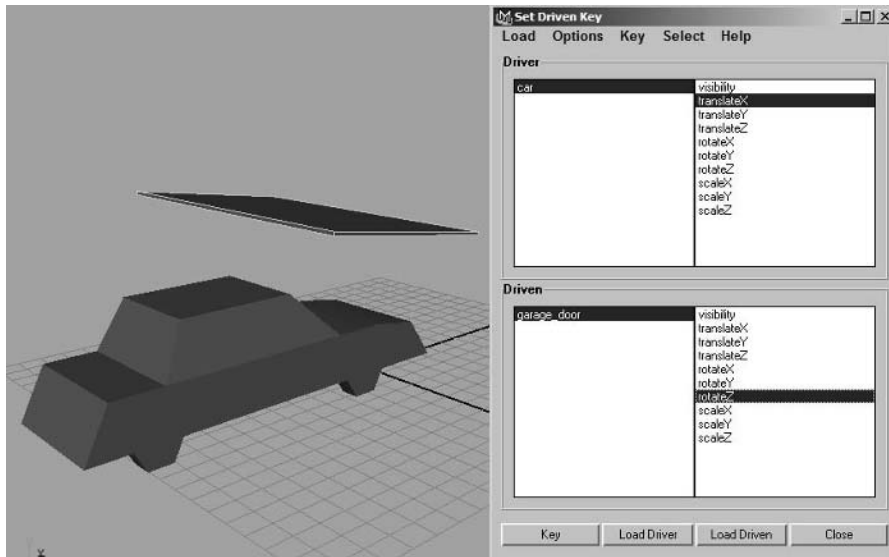 Set Driven Key
Load Options Key Select Help
Driver
car
visibility
translateX
translateY
translateZ
rotateX
rotateY
rotateZ
scaleX
scaleY
scaleZ
Driven
garage_door
visibility
translateX
translateY
translateZ
rotateX
rotateY
rotateZ
scaleX
scaleY
scaleZ
Key Load Driver Load Driven Close
x